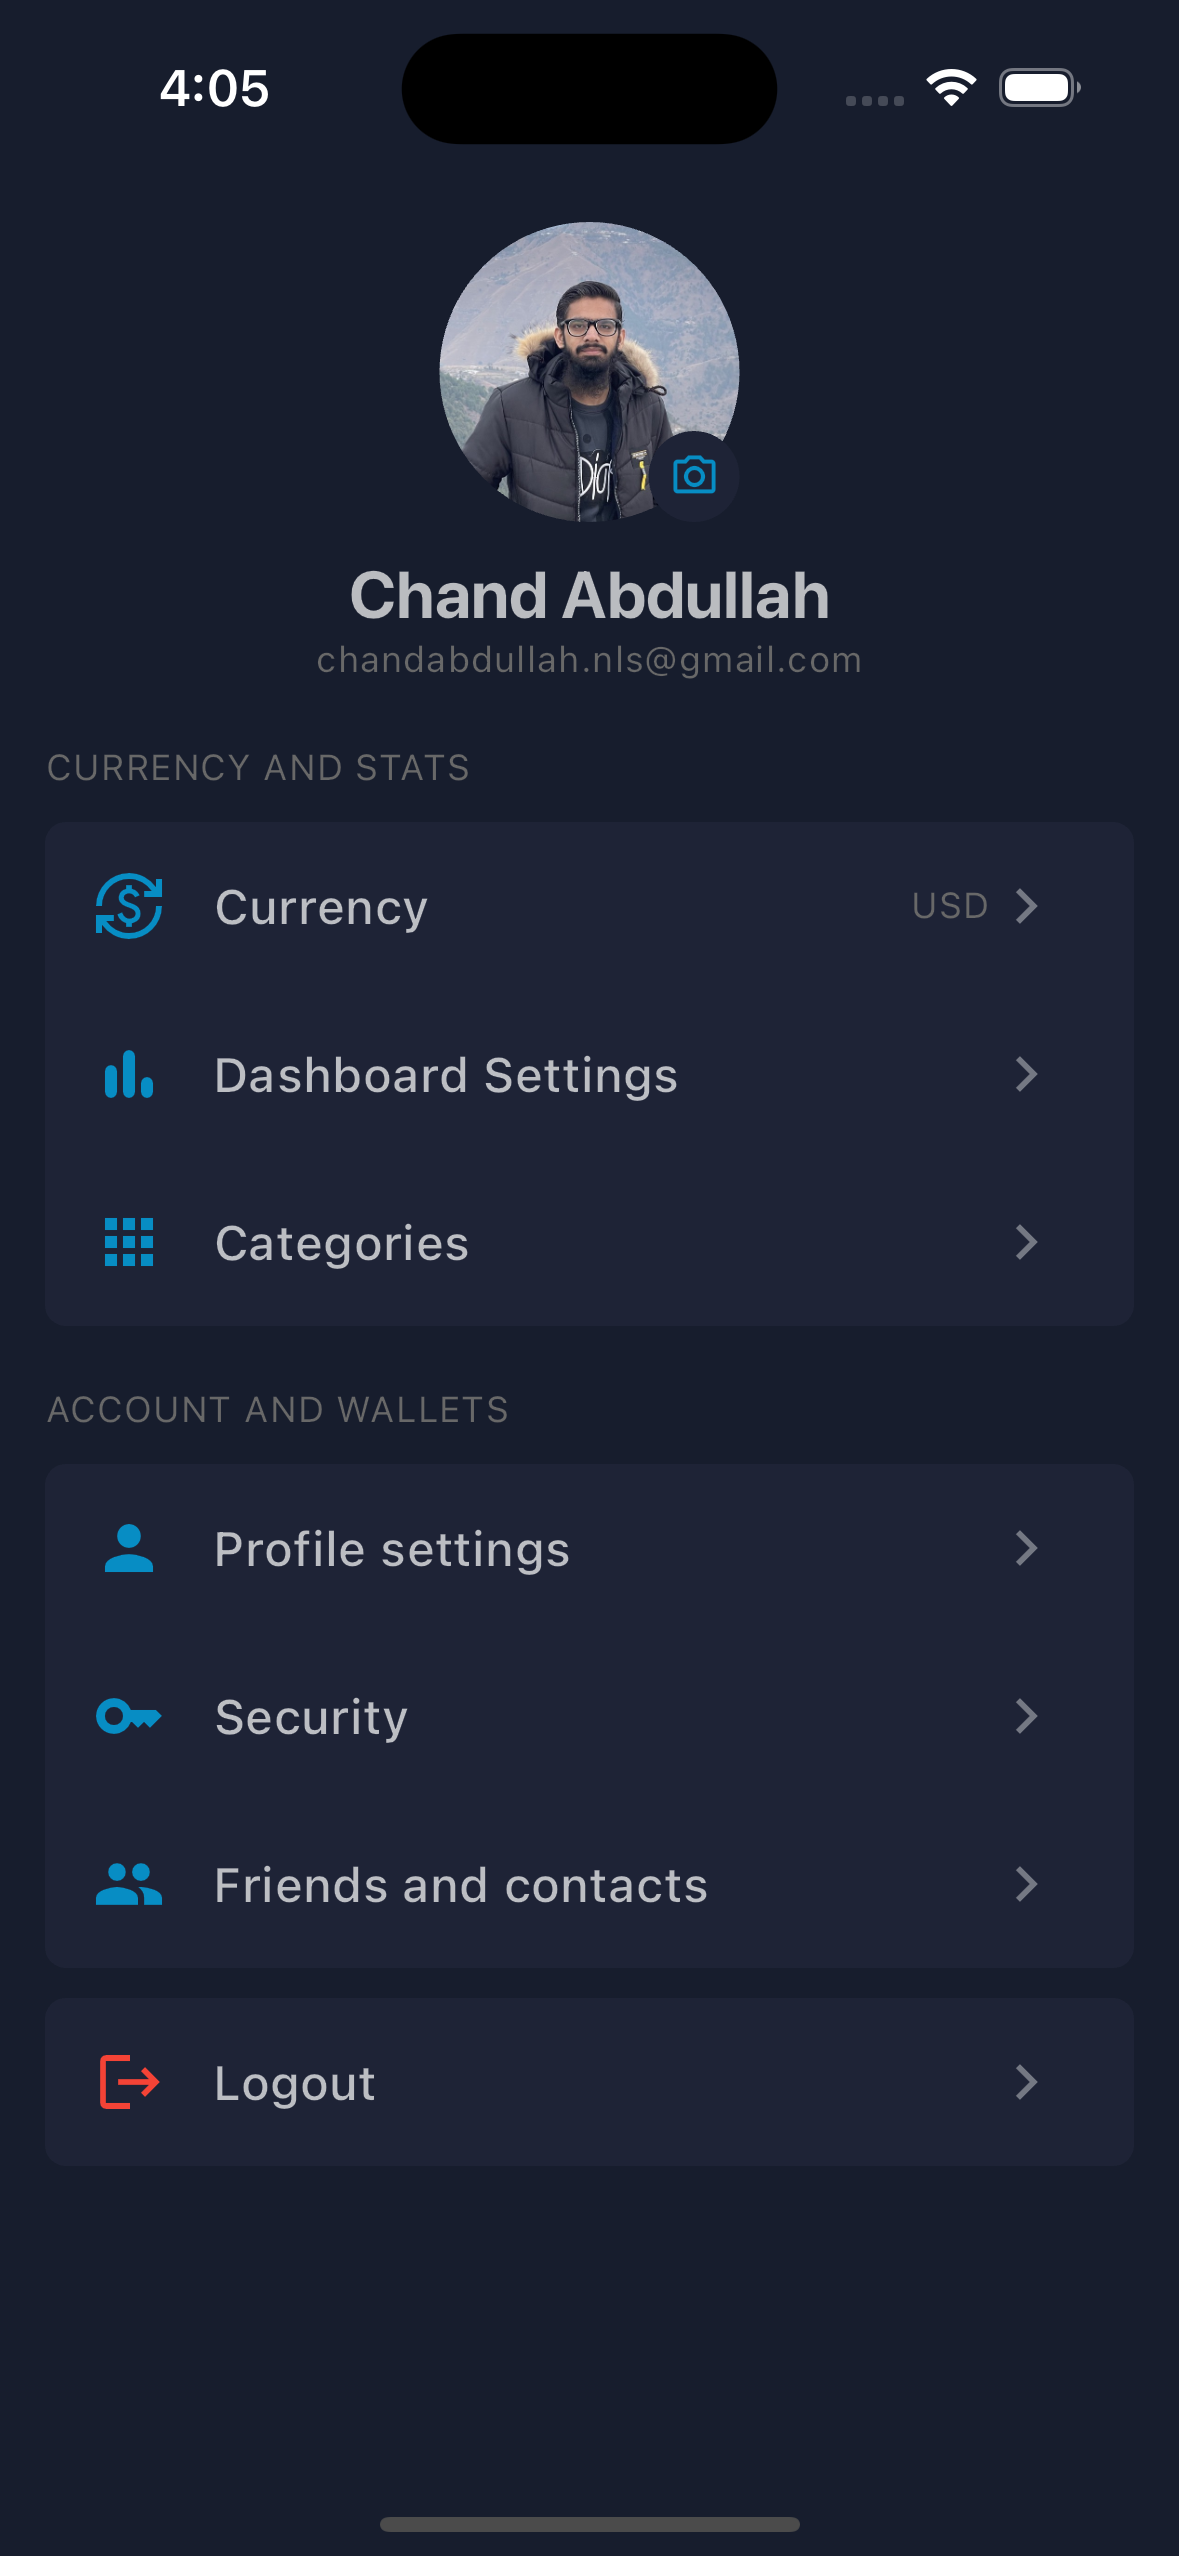 4:05
Chand Abdullah
chandabdullah.nls@gmail.com
CURRENCY AND STATS
Currency USD
Dashboard Settings
Categories
ACCOUNT AND WALLETS
Profile settings
Security
Friends and contacts
Logout